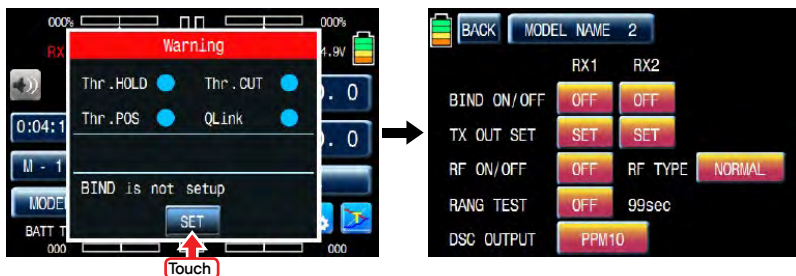 000%
000%
RX
4.9V
Warning
Thr.HOLD
Thr.CUT
Thr.POS
QLink
. 0
0:04:1
. 0
M - 1
BIND is not setup
MODE
SET
BATT T
000
000
Touch
BACK
MODEL NAME 2
RX1 RX2
BIND ON/OFF OFF OFF
TX OUT SET SET SET
RF ON/OFF OFF RF TYPE NORMAL
RANG TEST OFF 99sec
DSC OUTPUT PPM10